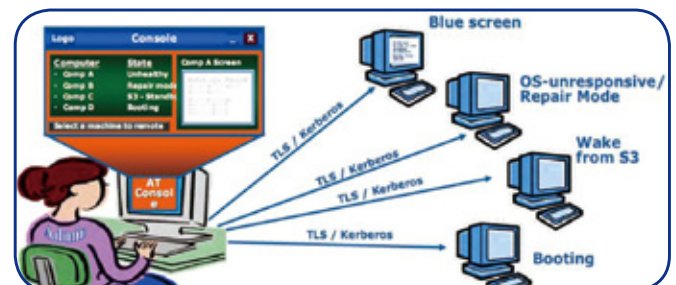 Logo Console _ X
Computer State
- Comp A Unhealthy
- Comp B Repair mode
- Comp C S3 - Standb
- Comp D Booting
Select a machine to remote
Comp A Screen
AT
Consol
e
Admin
TLS / Kerberos
TLS / Kerberos
TLS / Kerberos
TLS / Kerberos
Blue screen
OS-unresponsive/
Repair Mode
Wake
from S3
Booting